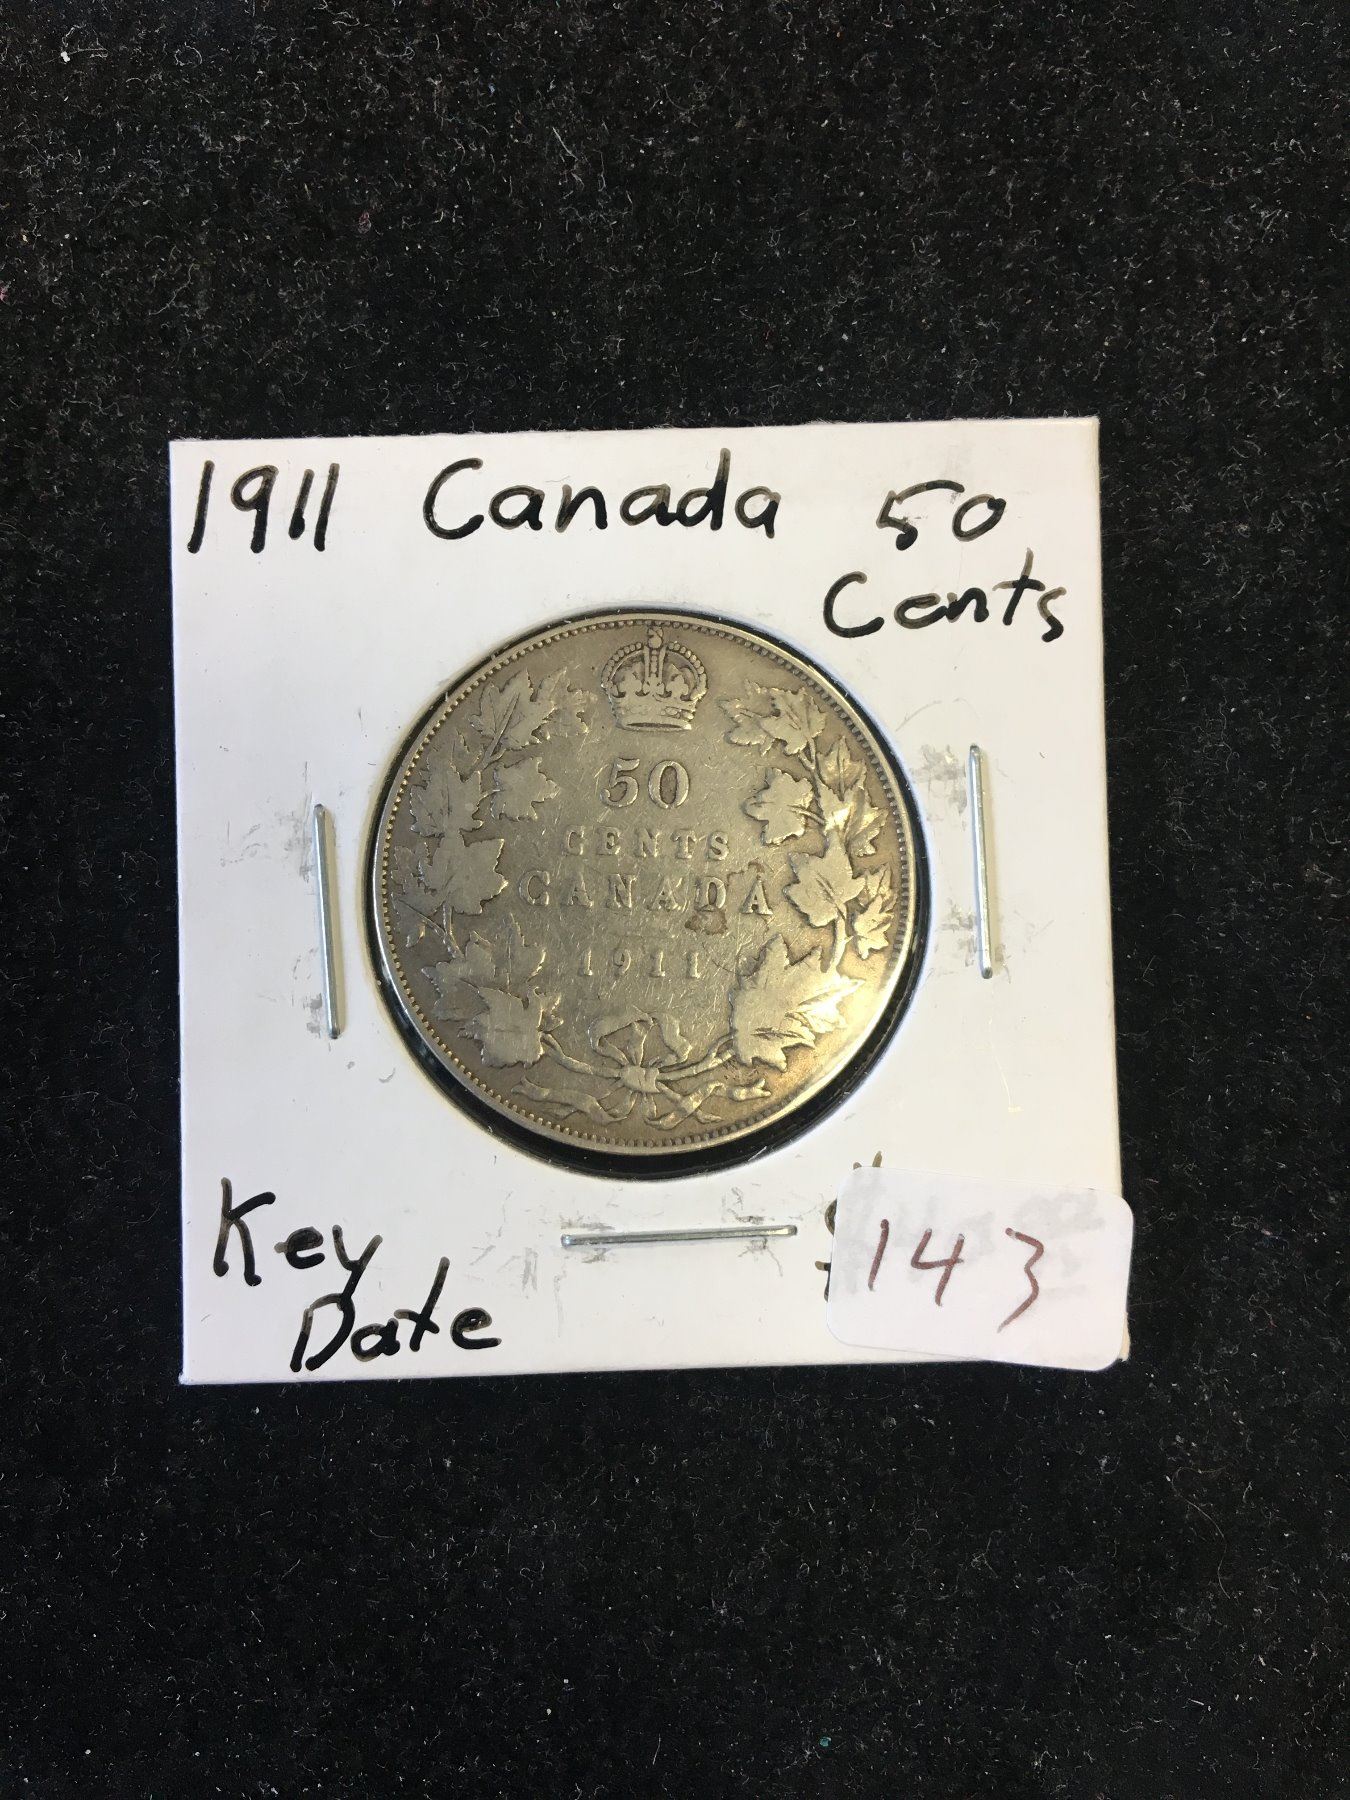 1911 Canada 50
Cents
50
CENTS
CANADA
1911
Key
Date
143